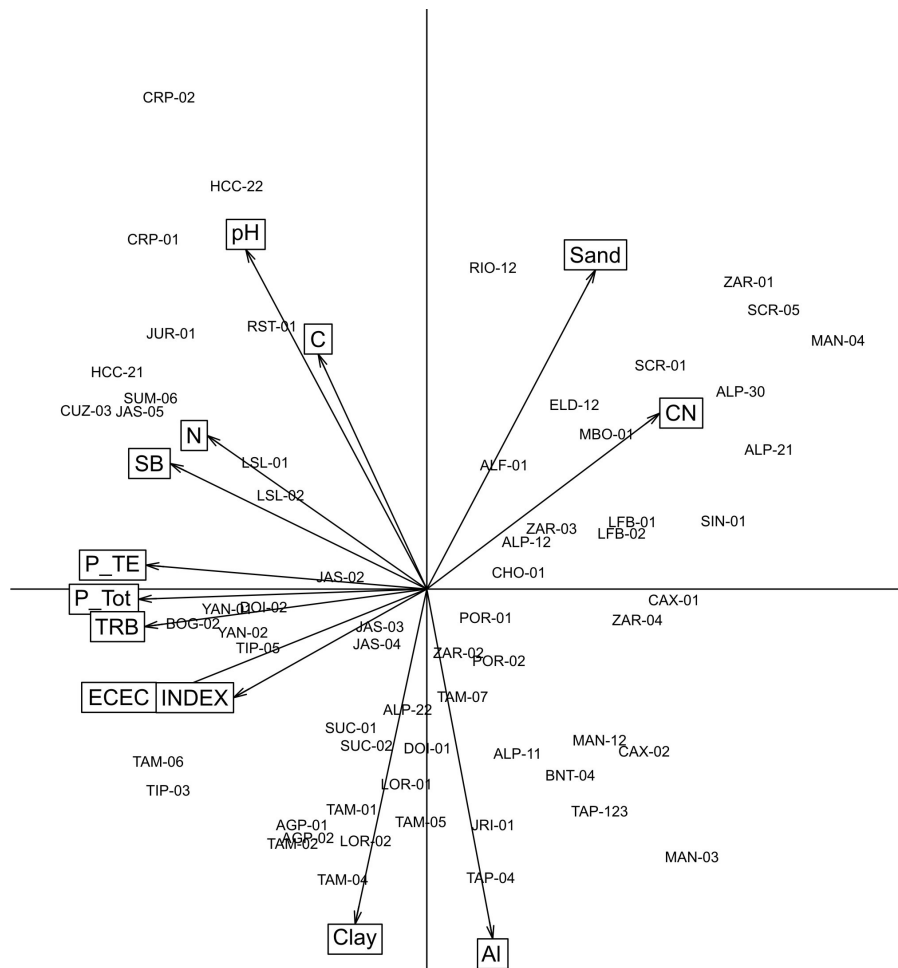 CRP-02
HCC-22
pH
CRP-01
Sand
RIO-12
ZAR-01
SCR-05
RST-01
JUR-01
C
MAN-04
SCR-01
HCC-21
ALP-30
SUM-06
CUZ-03
JAS-05
ELD-12
CN
N
MBO-01
ALP-21
SB
LSL-01
ALF-01
LSL-02
LFB-01
SIN-01
ZAR-03
LFB-02
ALP-12
P_TE
JAS-02
CHO-01
P_Tot
CAX-01
YAN-01
DOI-02
POR-01
ZAR-04
TRB
BOG-02
YAN-02
JAS-03
TIP-05
JAS-04
ZAR-02
POR-02
ECEC
INDEX
TAM-07
ALP-22
SUC-01
SUC-02
DOI-01
MAN-12
ALP-11
CAX-02
TAM-06
BNT-04
TIP-03
LOR-01
TAM-01
TAP-123
AGP-01
TAM-05
JRI-01
AGP-02
TAM-02
LOR-02
MAN-03
TAM-04
TAP-04
Clay
Al